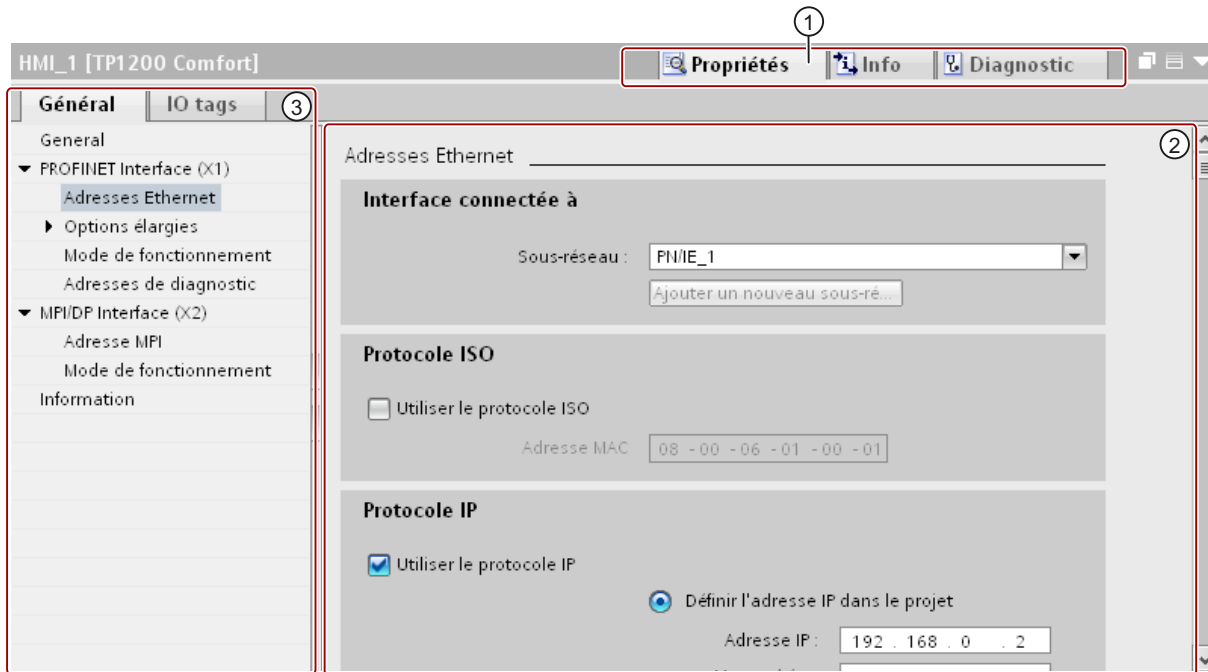 1
HMI_1 [TP1200 Comfort]
Propriétés Info Diagnostic
Général IO tags 3
General
PROFINET Interface (X1)
Adresses Ethernet
Options élargies
Mode de fonctionnement
Adresses de diagnostic
MPI/DP Interface (X2)
Adresse MPI
Mode de fonctionnement
Information
2
Adresses Ethernet
Interface connectée à
Sous-réseau : PN/IE_1
Ajouter un nouveau sous-ré...
Protocole ISO
Utiliser le protocole ISO
Adresse MAC 08 - 00 - 06 - 01 - 00 - 01
Protocole IP
Utiliser le protocole IP
Définir l'adresse IP dans le projet
Adresse IP : 192 . 168 . 0 . 2